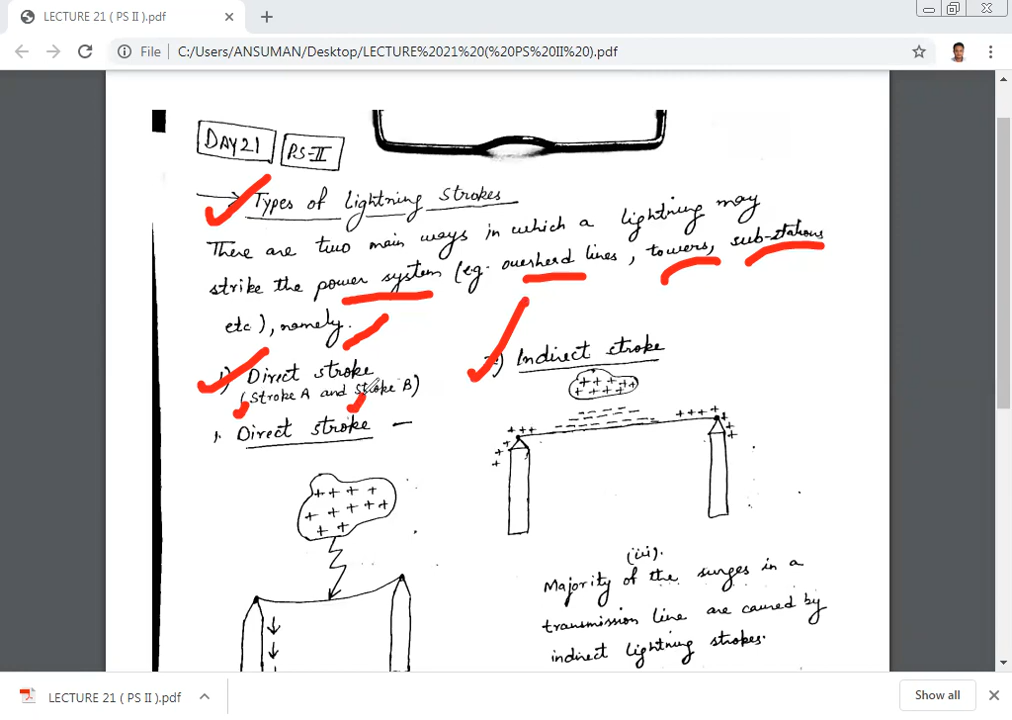 LECTURE 21 ( PS II ).pdf
File
C:/Users/ANSUMAN/Desktop/LECTURE%2021%20(%20PS%20II%20).pdf
DAY 21
PS-II
Types of Lightning Strokes
There are two main ways in which a lightning may
strike the power system (eg. overhead lines, towers, sub-stations
etc), namely.
1) Direct stroke
(Stroke A and Stroke B)
2) Indirect stroke
1. Direct stroke —
(iii).
Majority of the surges in a
transmission line are caused by
indirect lightning strokes.
LECTURE 21 ( PS II ).pdf
Show all